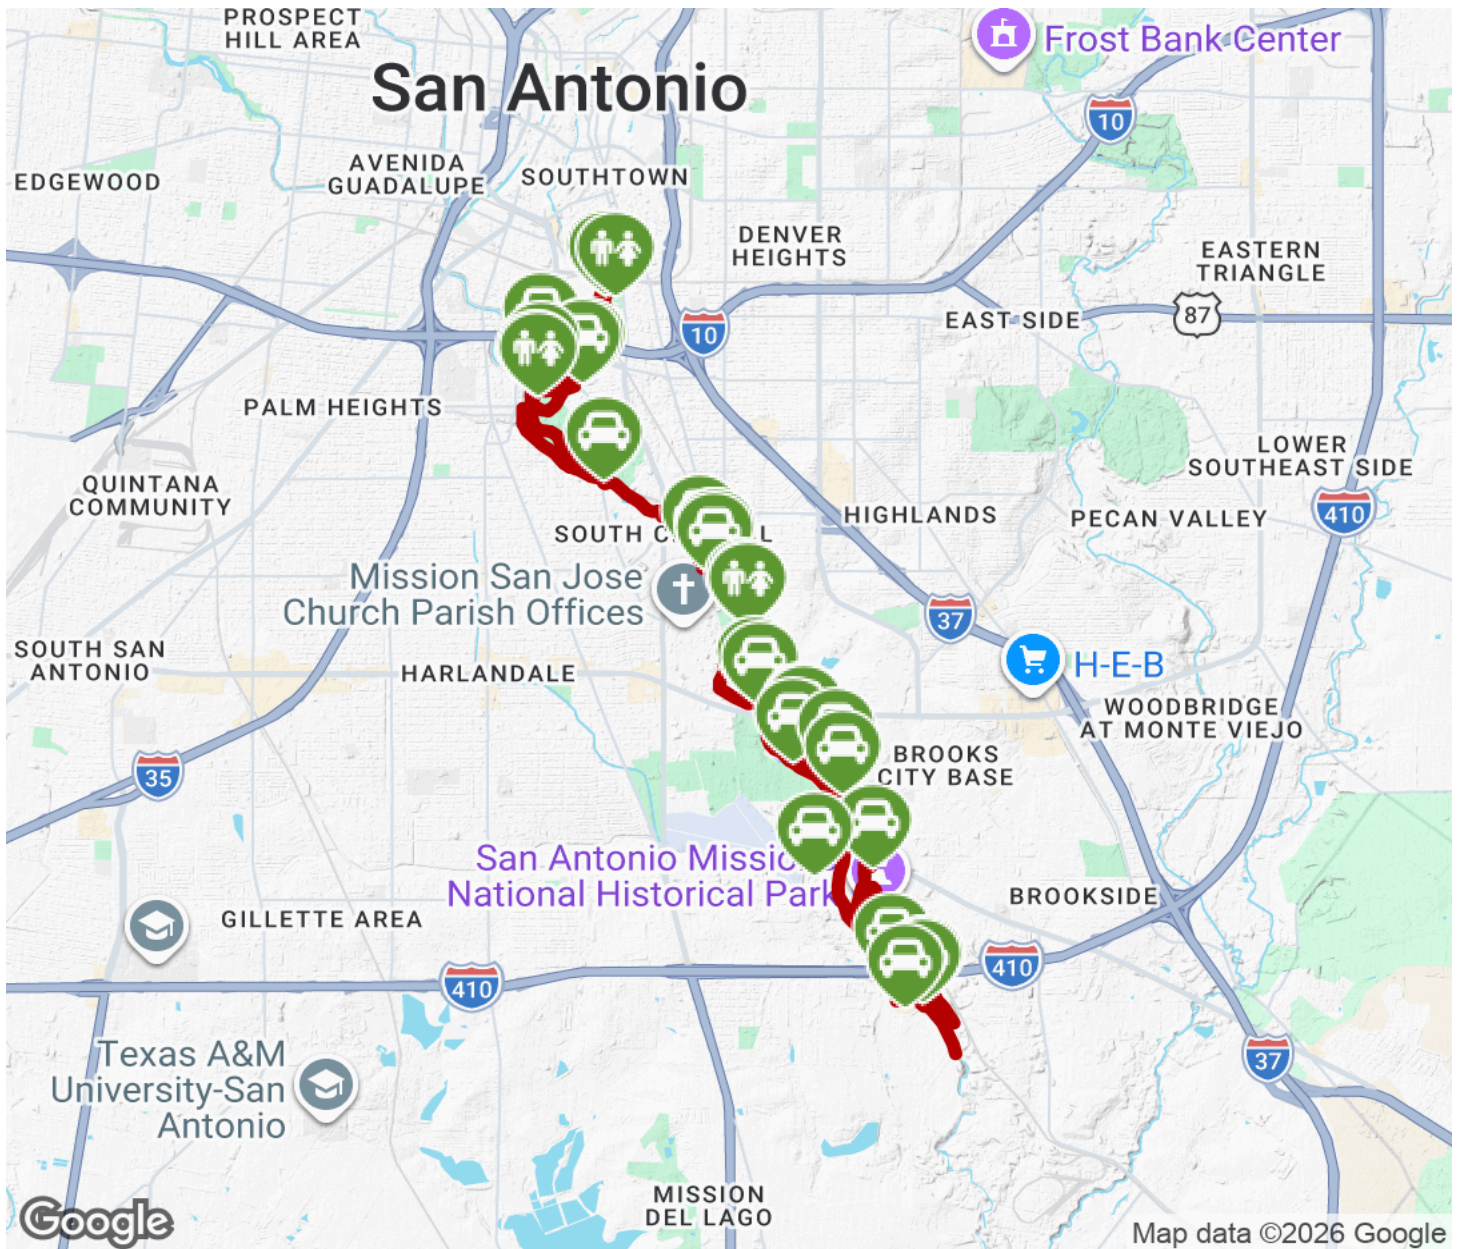 PROSPECT
HILL AREA
Frost Bank Center
San Antonio
10
AVENIDA
GUADALUPE
SOUTHTOWN
EDGEWOOD
DENVER
HEIGHTS
EASTERN
TRIANGLE
EAST SIDE
87
10
PALM HEIGHTS
LOWER
SOUTHEAST SIDE
QUINTANA
COMMUNITY
HIGHLANDS
PECAN VALLEY
410
SOUTH C L
Mission San Jose
Church Parish Offices
37
SOUTH SAN
ANTONIO
HARLANDALE
H-E-B
WOODBRIDGE
AT MONTE VIEJO
BROOKS
CITY BASE
35
San Antonio Missio
National Historical Park
BROOKSIDE
GILLETTE AREA
410
410
Texas A&M
University-San
Antonio
37
MISSION
DEL LAGO
Google
Map data ©2026 Google